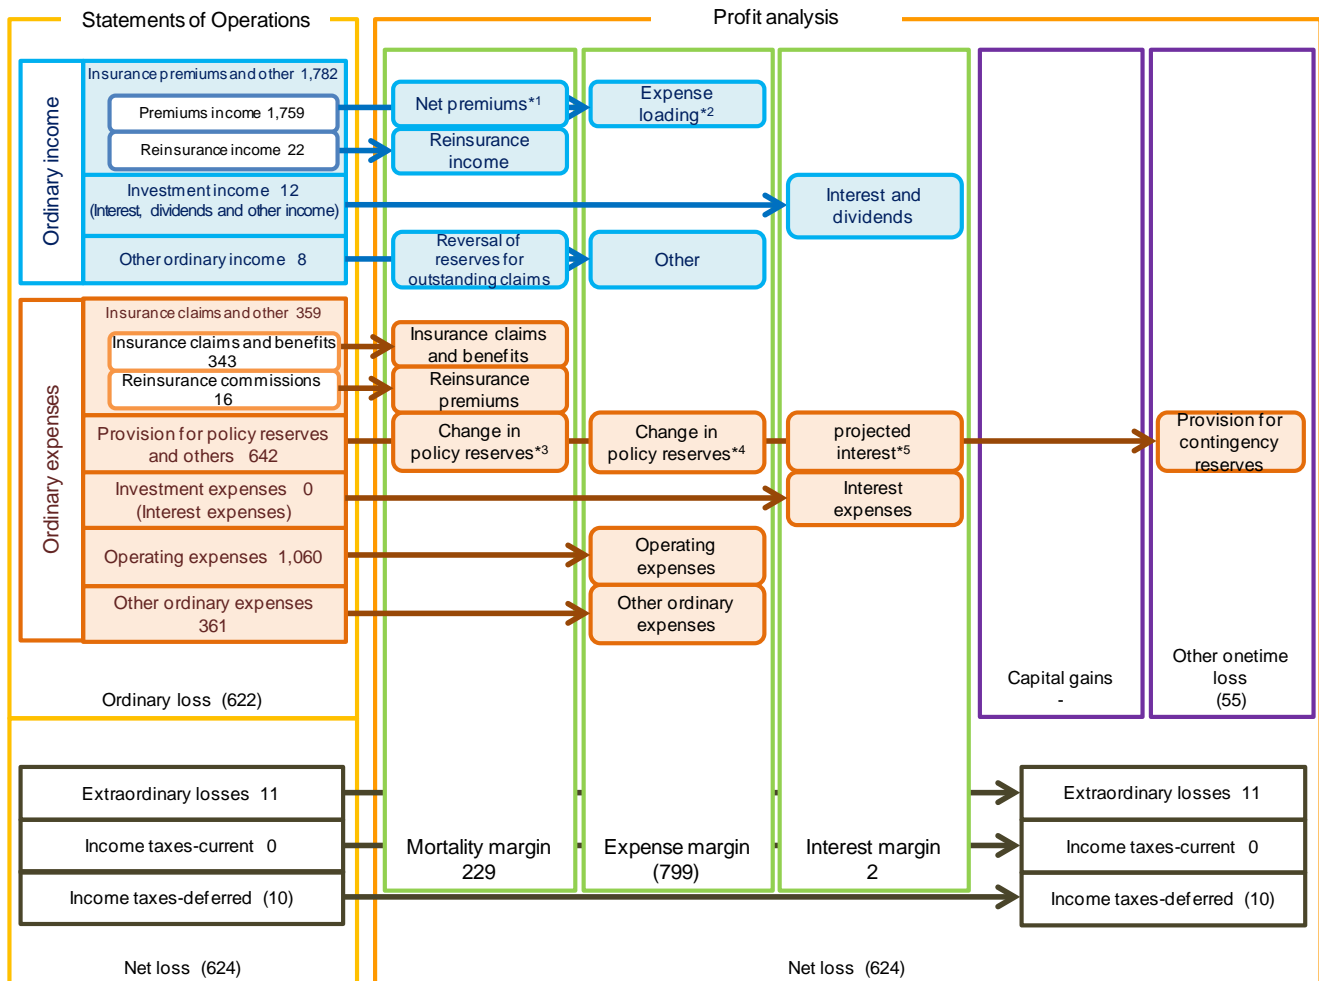 Statements of Operations
Profit analysis
Ordinary income
Insurance premiums and other 1,782
Premiums income 1,759
Reinsurance income 22
Investment income 12
(Interest, dividends and other income)
Other ordinary income 8
Net premiums*1
Expense
loading*2
Reinsurance
income
Interest and
dividends
Reversal of
reserves for
outstanding claims
Other
Ordinary expenses
Insurance claims and other 359
Insurance claims and benefits
343
Reinsurance commissions
16
Provision for policy reserves
and others 642
Investment expenses 0
(Interest expenses)
Operating expenses 1,060
Other ordinary expenses
361
Insurance claims
and benefits
Reinsurance
premiums
Change in
policy reserves*3
Change in
policy reserves*4
projected
interest*5
Provision for
contingency
reserves
Interest
expenses
Operating
expenses
Other ordinary
expenses
Ordinary loss (622)
Capital gains
-
Other onetime
loss
(55)
Extraordinary losses 11
Income taxes-current 0
Income taxes-deferred (10)
Mortality margin
229
Expense margin
(799)
Interest margin
2
Extraordinary losses 11
Income taxes-current 0
Income taxes-deferred (10)
Net loss (624)
Net loss (624)